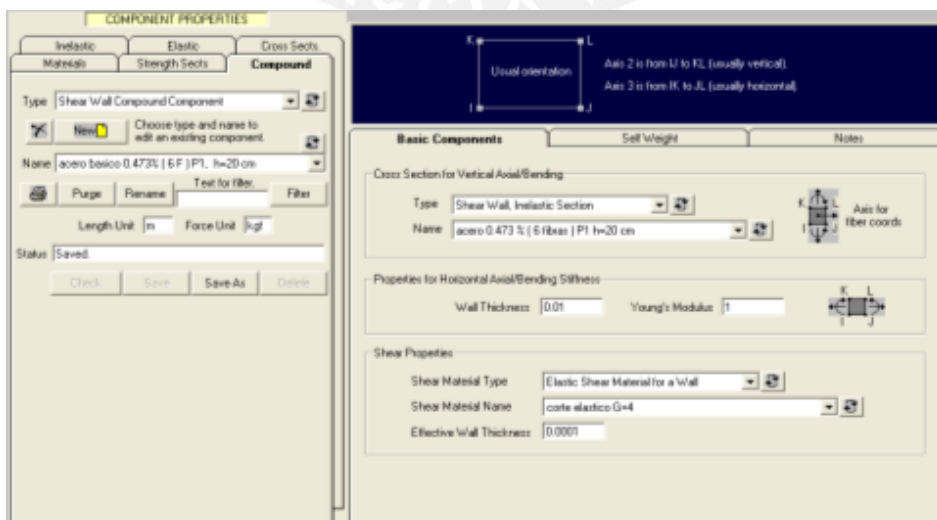 COMPONENT PROPERTIES
Inelastic Elastic Cross Sects.
Materials Strength Sects Compound
Type Shear Wall Compound Component
New Choose type and name to
edit an existing component.
Name acero basico 0.473% ( 6 F ) P1, h=20 cm
Purge Rename Text for filter. Filter
Length Unit m Force Unit kgf
Status Saved.
Check Save Save As Delete
K L
Usual orientation
I J
Axis 2 is from IJ to KL (usually vertical).
Axis 3 is from IK to JL (usually horizontal).
Basic Components Self Weight Notes
Cross Section for Vertical Axial/Bending
Type Shear Wall, Inelastic Section
Name acero 0.473 % ( 6 fibras ) P1 h=20 cm
K L
I J
Axis for
fiber coords
Properties for Horizontal Axial/Bending Stiffness
Wall Thickness 0.01 Young's Modulus 1
K L
I J
Shear Properties
Shear Material Type Elastic Shear Material for a Wall
Shear Material Name corte elastico G=4
Effective Wall Thickness 0.0001